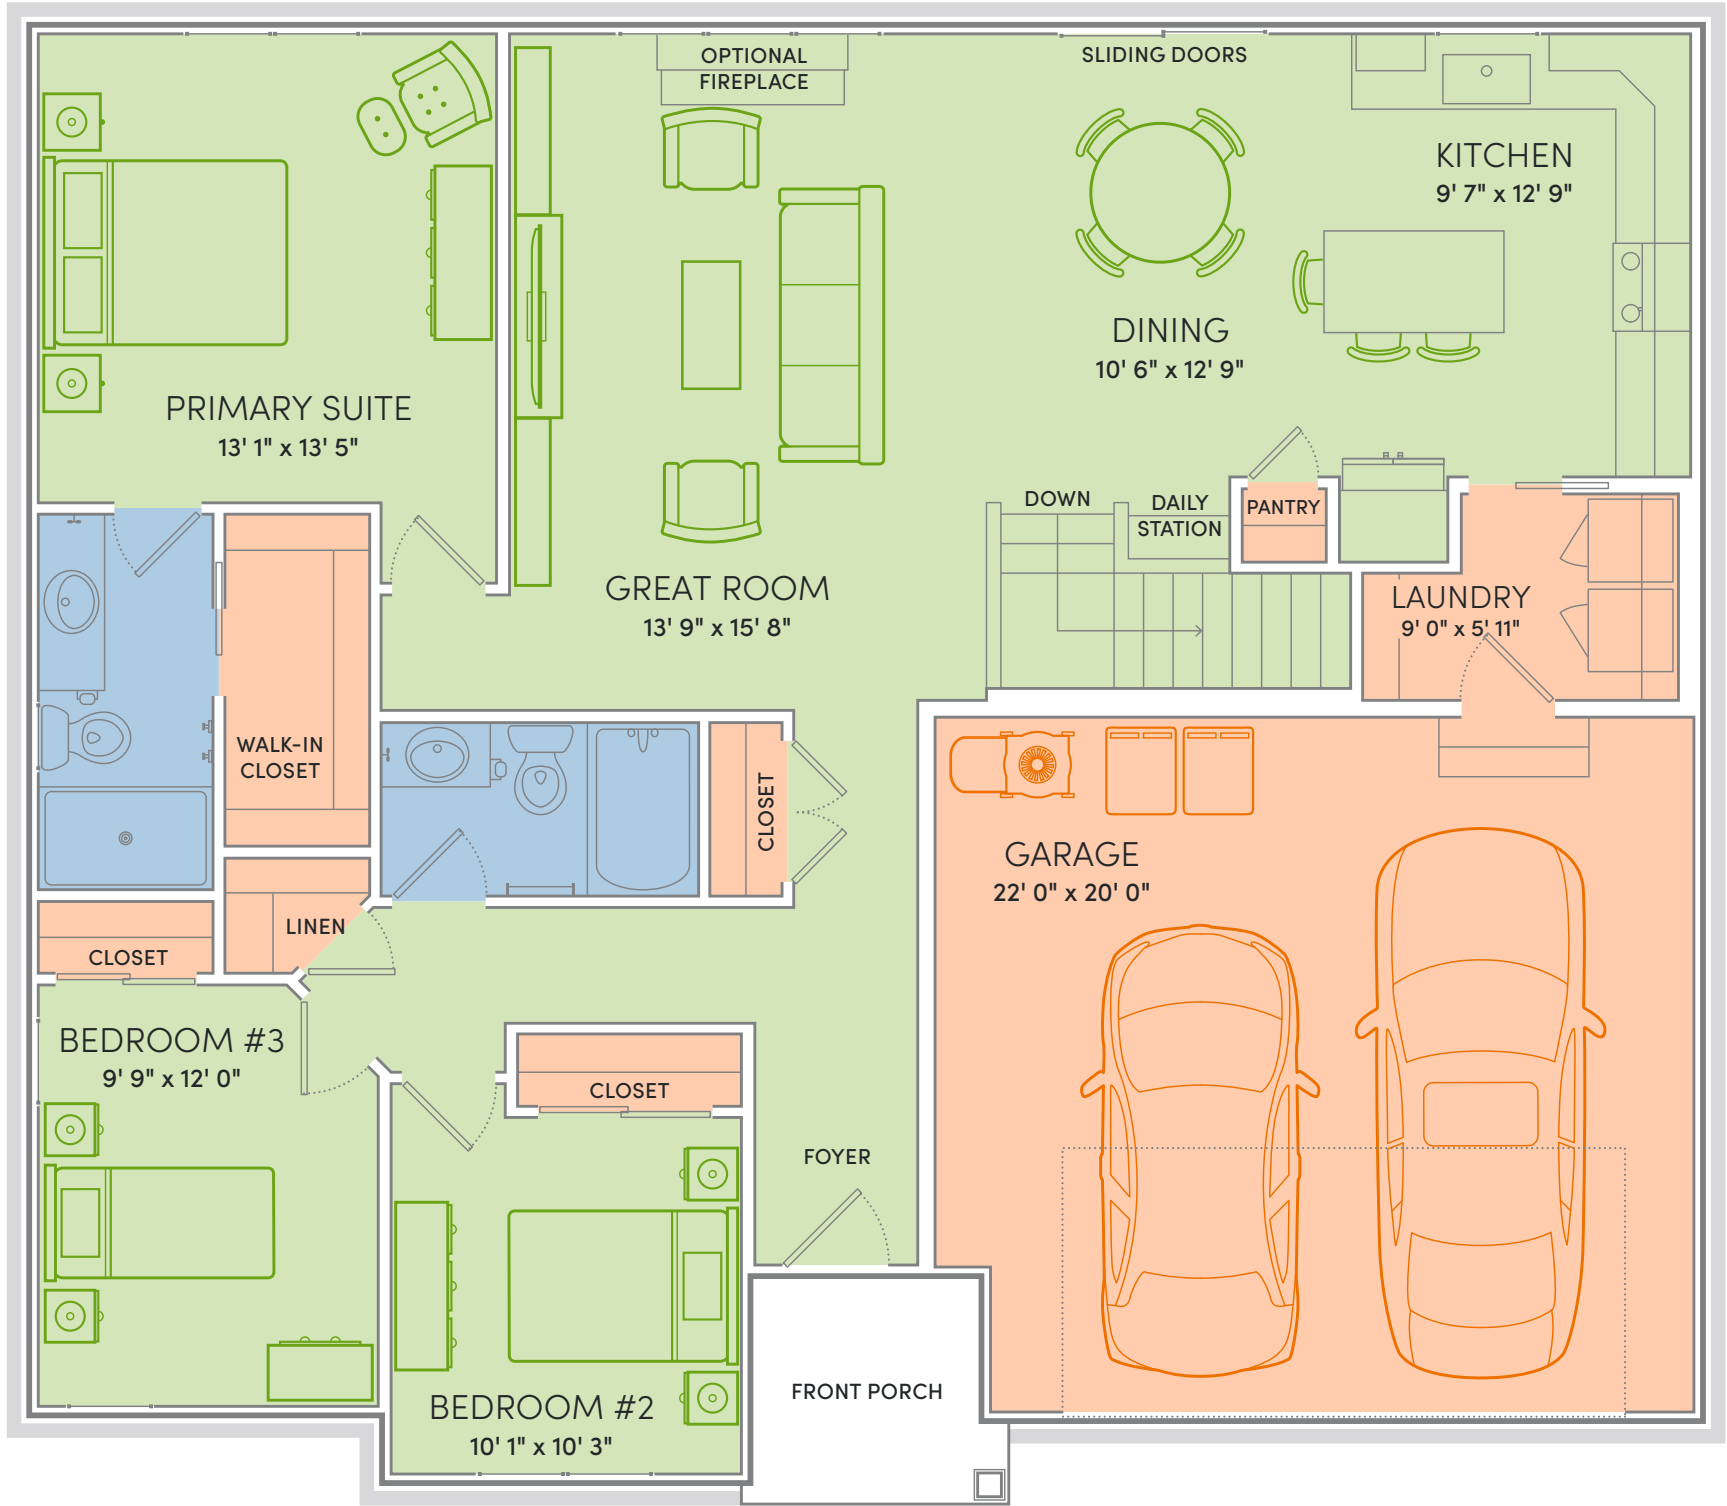 OPTIONAL
FIREPLACE
SLIDING DOORS
KITCHEN
9' 7" x 12' 9"
DINING
10' 6" x 12' 9"
PRIMARY SUITE
13' 1" x 13' 5"
GREAT ROOM
13' 9" x 15' 8"
DOWN
DAILY
STATION
PANTRY
LAUNDRY
9' 0" x 5' 11"
WALK-IN
CLOSET
CLOSET
GARAGE
22' 0" x 20' 0"
LINEN
CLOSET
BEDROOM #3
9' 9" x 12' 0"
CLOSET
FOYER
BEDROOM #2
10' 1" x 10' 3"
FRONT PORCH